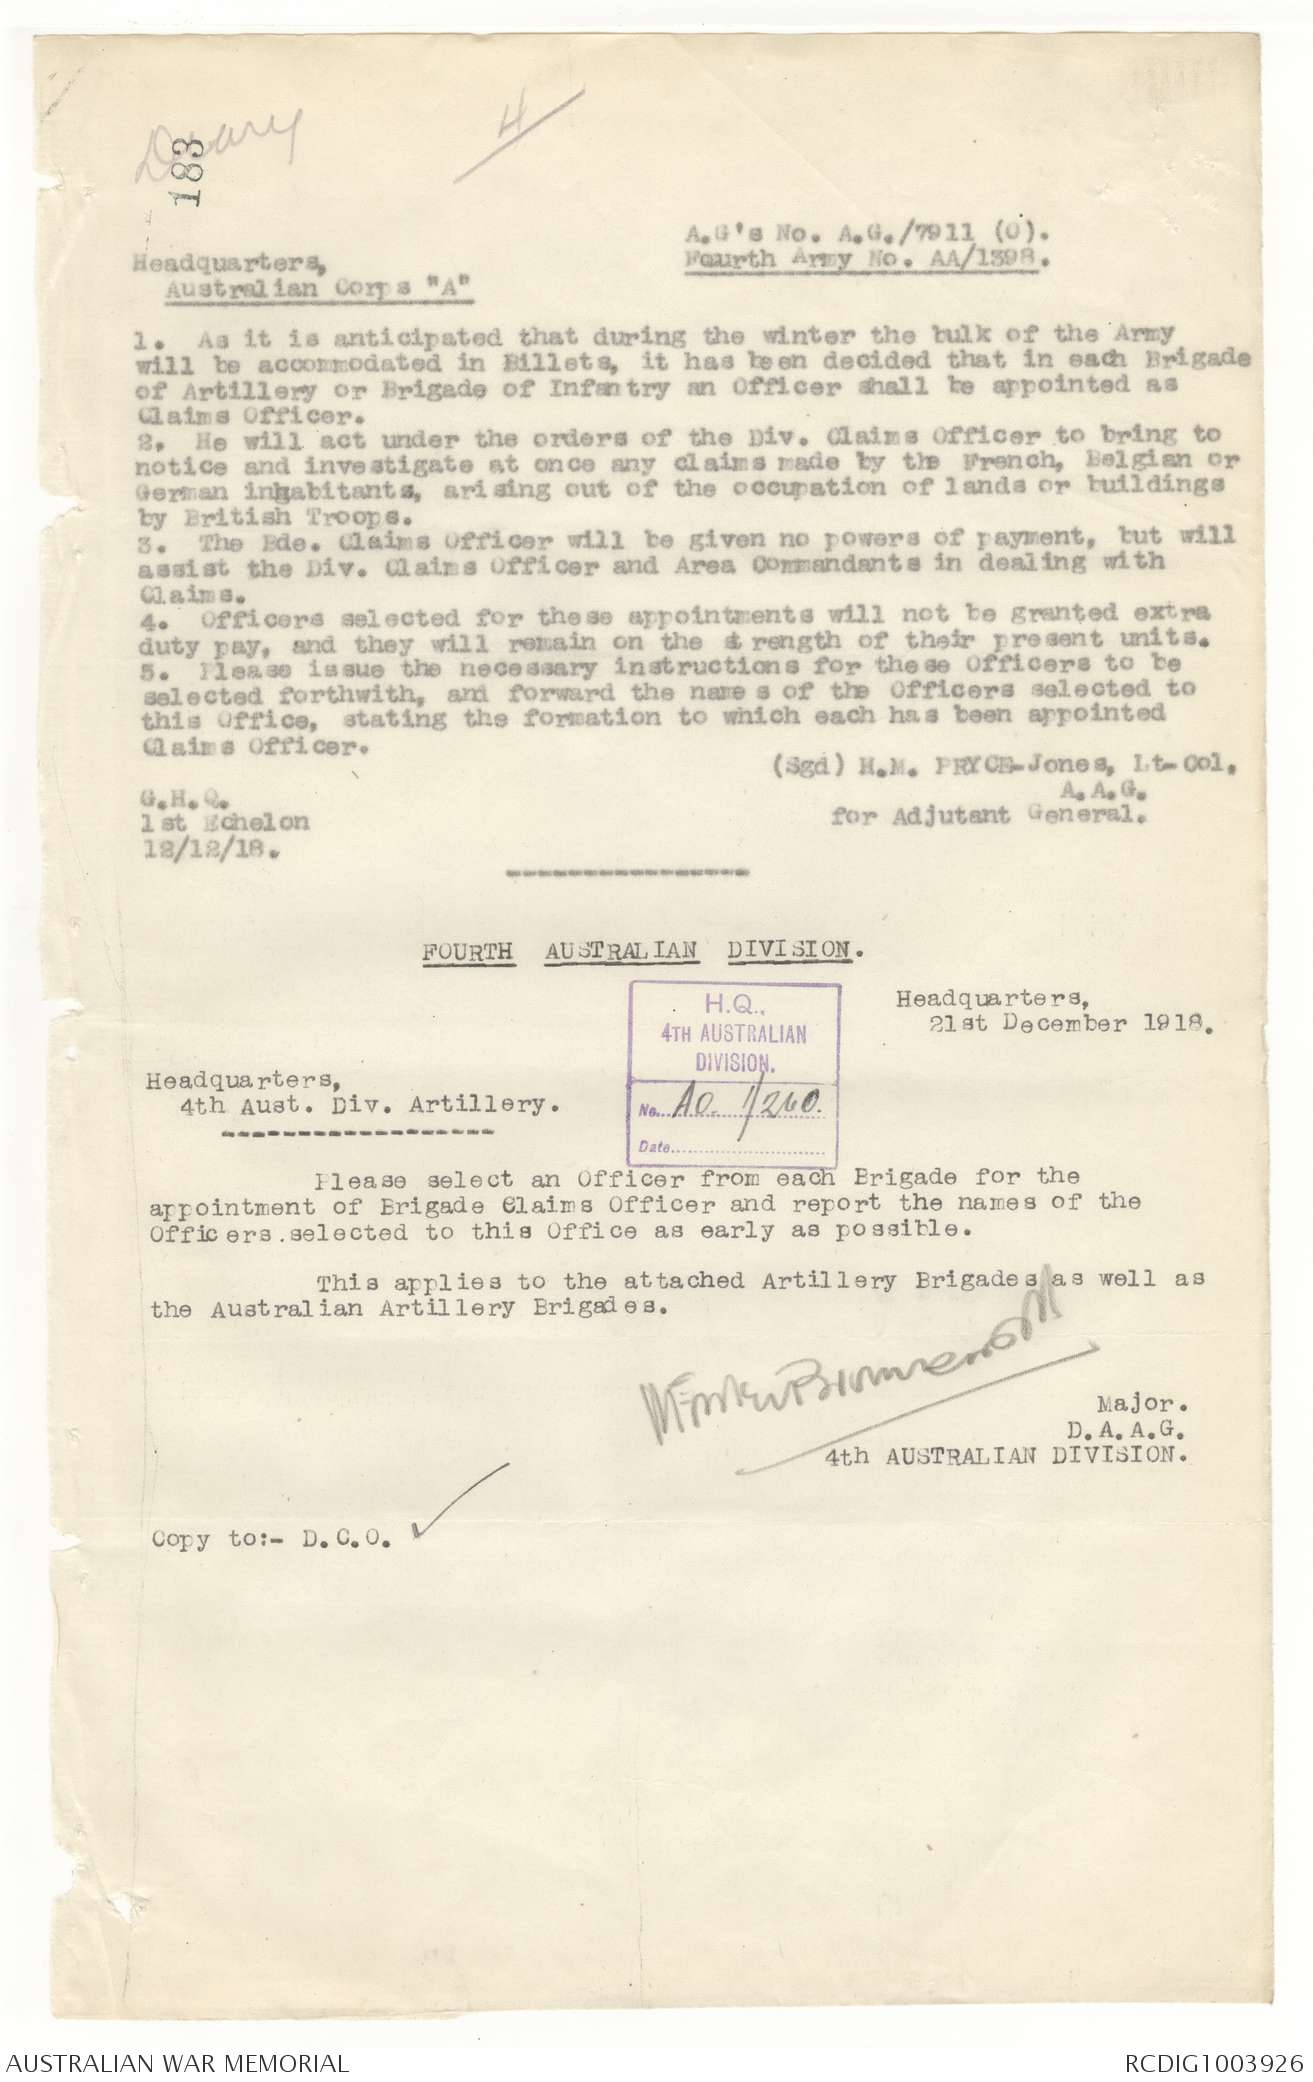 Diary
183
4
A.G's No. A.G./7911 (O).
Fourth Army No. AA/1398.
Headquarters,
Australian Corps "A"
1. As it is anticipated that during the winter the bulk of the Army
will be accommodated in Billets, it has been decided that in each Brigade
of Artillery or Brigade of Infantry an Officer shall be appointed as
Claims Officer.
2. He will act under the orders of the Div. Claims Officer to bring to
notice and investigate at once any claims made by the French, Belgian or
German inhabitants, arising out of the occupation of lands or buildings
by British Troops.
3. The Bde. Claims Officer will be given no powers of payment, but will
assist the Div. Claims Officer and Area Commandants in dealing with
Claims.
4. Officers selected for these appointments will not be granted extra
duty pay, and they will remain on the strength of their present units.
5. Please issue the necessary instructions for these Officers to be
selected forthwith, and forward the names of the Officers selected to
this Office, stating the formation to which each has been appointed
Claims Officer.
(Sgd) H.M. PRYCE-Jones, Lt-Col.
A.A.G.
for Adjutant General.
G.H.Q.
1st Echelon
12/12/18.
FOURTH AUSTRALIAN DIVISION.
Headquarters,
21st December 1918.
H.Q.,
4TH AUSTRALIAN
DIVISION.
No. AO. 1/260.
Date
Headquarters,
4th Aust. Div. Artillery.
Please select an Officer from each Brigade for the
appointment of Brigade Claims Officer and report the names of the
Officers.selected to this Office as early as possible.
This applies to the attached Artillery Brigades as well as
the Australian Artillery Brigades.
Major.
D.A.A.G.
4th AUSTRALIAN DIVISION.
Copy to:- D.C.O.
AUSTRALIAN WAR MEMORIAL
RCDIG1003926